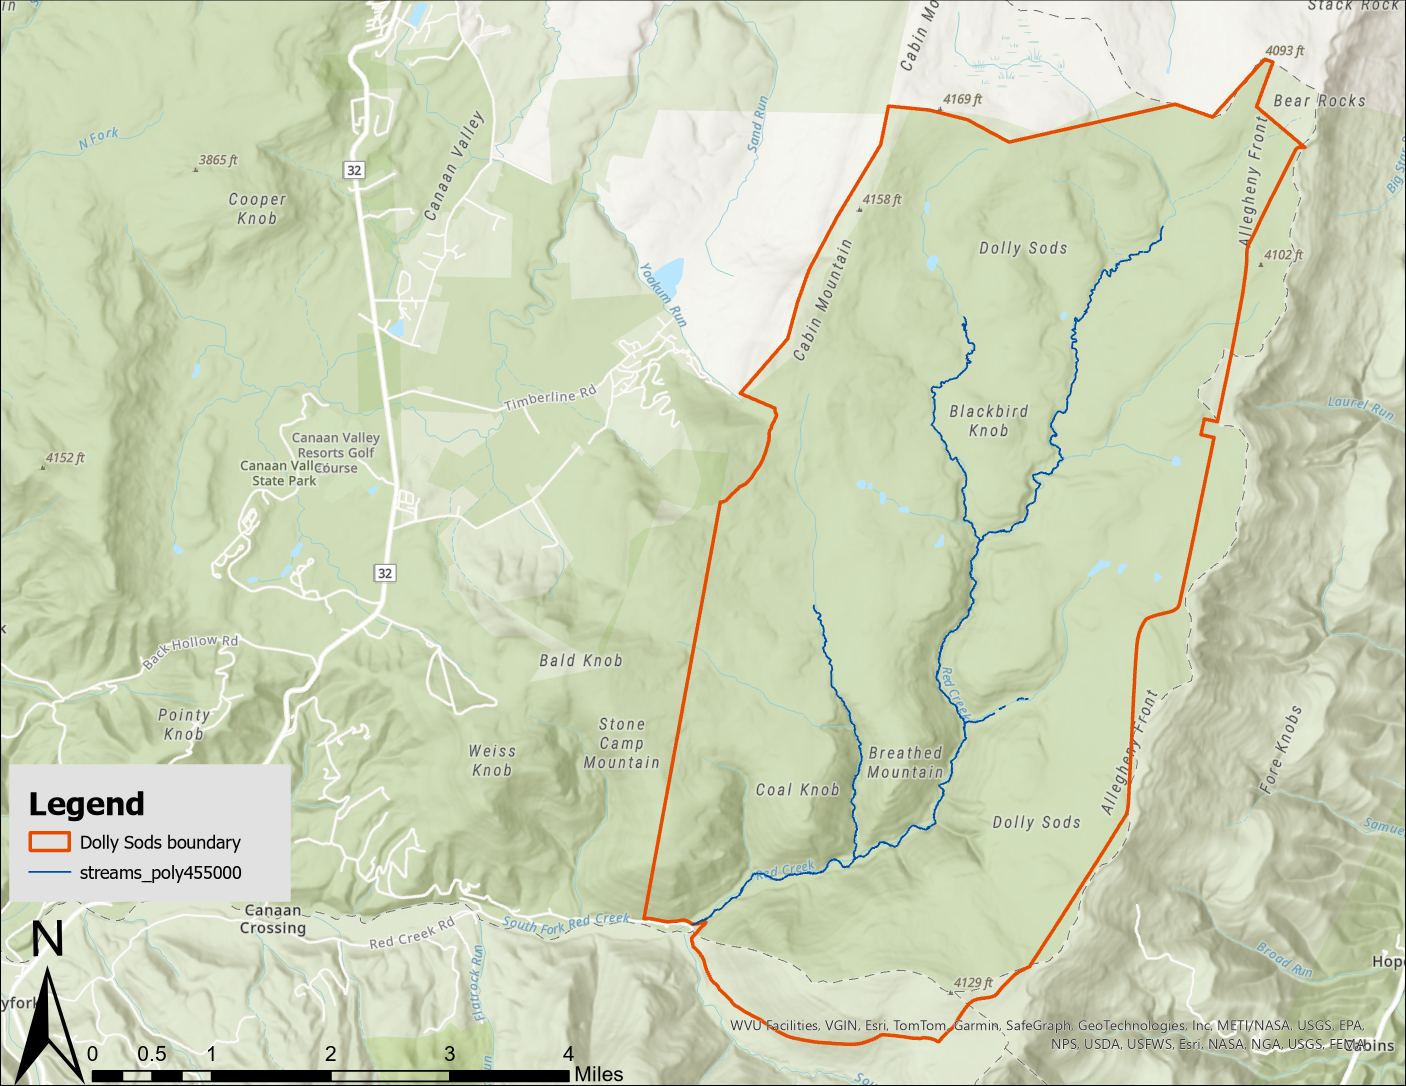 in
Stack Rock
Cabin Mo
4093 ft
Bear Rocks
4169 ft
Sand Run
N Fork
Canaan Valley
3865 ft
32
Cooper
Knob
Allegheny Front
4158 ft
Dolly Sods
4102 ft
Yoakum Run
Cabin Mountain
Timberline Rd
Laurel Run
Blackbird
Knob
Canaan Valley
Resorts Golf
Course
Canaan Vall
State Park
4152 ft
32
Back Hollow Rd
Bald Knob
Red Creek
Pointy
Knob
Stone
Camp
Mountain
Weiss
Knob
Breathed
Mountain
Coal Knob
Allegheny Front
Fore Knobs
Dolly Sods
Samue
Legend
Dolly Sods boundary
streams_poly455000
Red Creek
Canaan
Crossing
South Fork Red Creek
Red Creek Rd
Flatrock Run
Broad Run
Hope
N
4129 ft
yfork
WVU Facilities, VGIN, Esri, TomTom, Garmin, SafeGraph, GeoTechnologies, Inc, METI/NASA, USGS, EPA,
NPS, USDA, USFWS, Esri, NASA, NGA, USGS, FEMA
Cabins
0 0.5 1 2 3 4
Miles